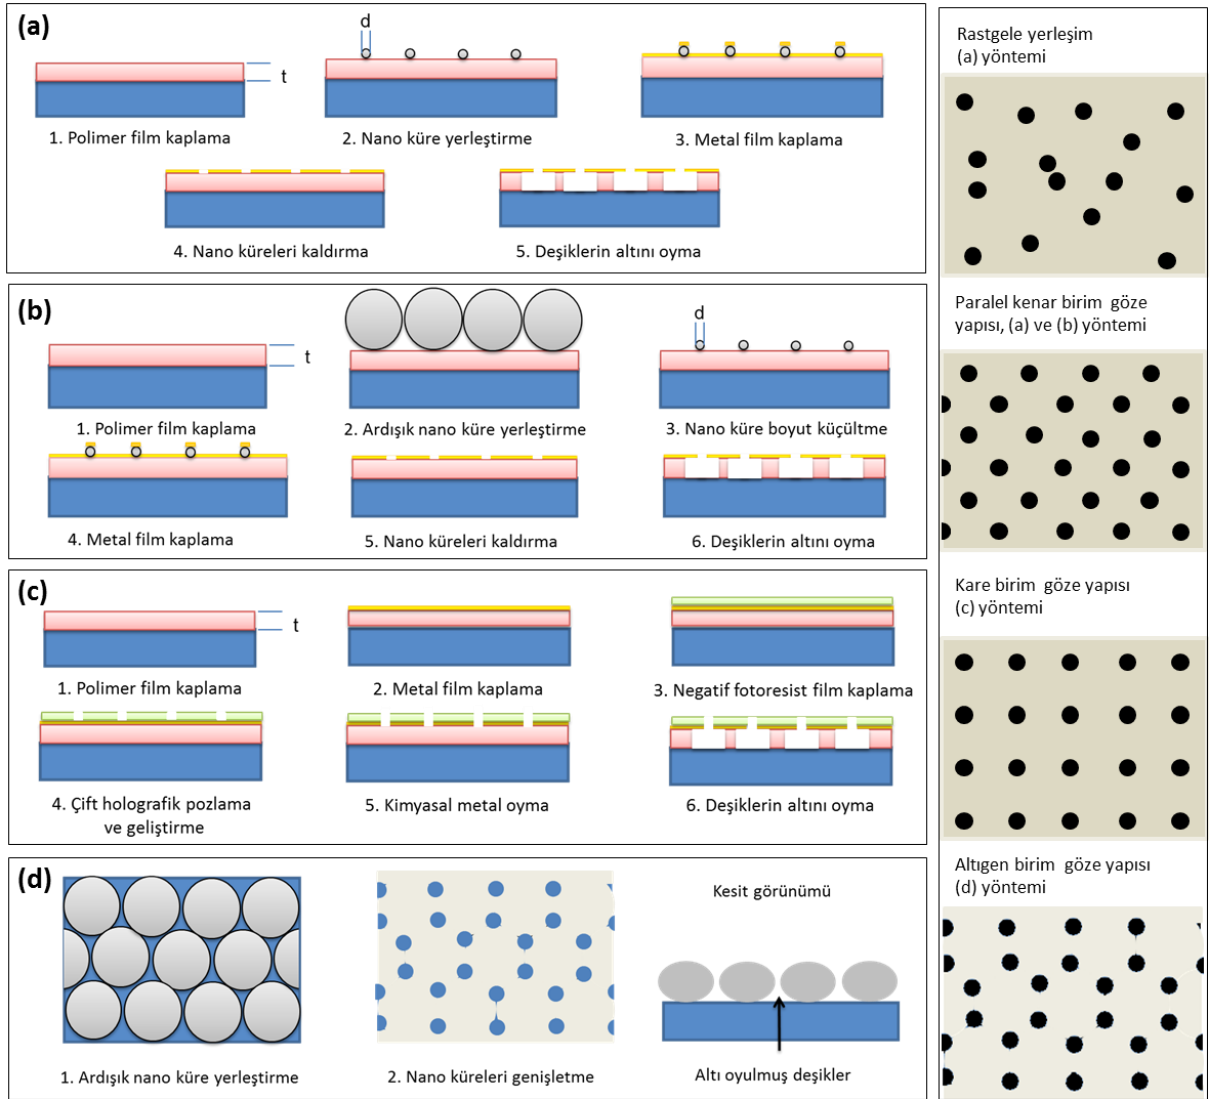 (a)
d
t
1. Polimer film kaplama
2. Nano küre yerleştirme
3. Metal film kaplama
4. Nano küreleri kaldırma
5. Deşiklerin altını oyma
(b)
d
t
1. Polimer film kaplama
2. Ardışık nano küre yerleştirme
3. Nano küre boyut küçültme
4. Metal film kaplama
5. Nano küreleri kaldırma
6. Deşiklerin altını oyma
(c)
t
1. Polimer film kaplama
2. Metal film kaplama
3. Negatif fotoresist film kaplama
4. Çift holografik pozlama
ve geliştirme
5. Kimyasal metal oyma
6. Deşiklerin altını oyma
(d)
Kesit görünümü
1. Ardışık nano küre yerleştirme
2. Nano küreleri genişletme
Altı oyulmuş deşikler
Rastgele yerleşim
(a) yöntemi
Paralel kenar birim göze
yapısı, (a) ve (b) yöntemi
Kare birim göze yapısı
(c) yöntemi
Altıgen birim göze yapısı
(d) yöntemi